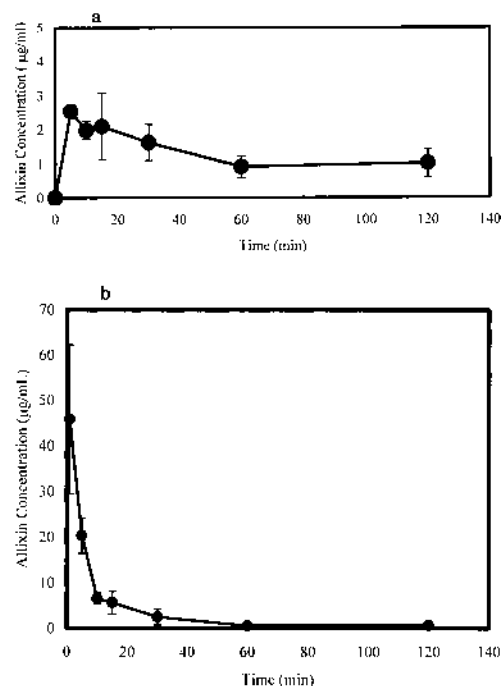 a
Allixin Concentration ( μg/ml)
5
4
3
2
1
0
0 20 40 60 80 100 120 140
Time (min)
b
Allixin Concentration (μg/mL)
70
60
50
40
30
20
10
0
0 20 40 60 80 100 120 140
Time (min)